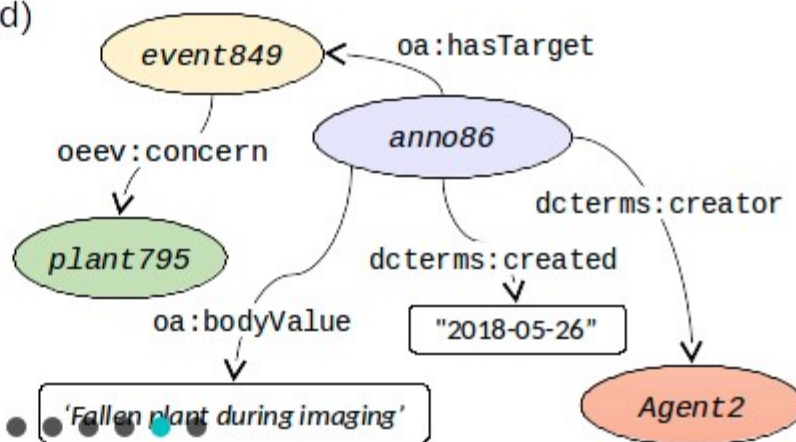 d)
event849
oa:hasTarget
anno86
oeev:concern
dcterms:creator
plant795
dcterms:created
oa:bodyValue
"2018-05-26”
‘Fallen plant during imaging’
Agent2